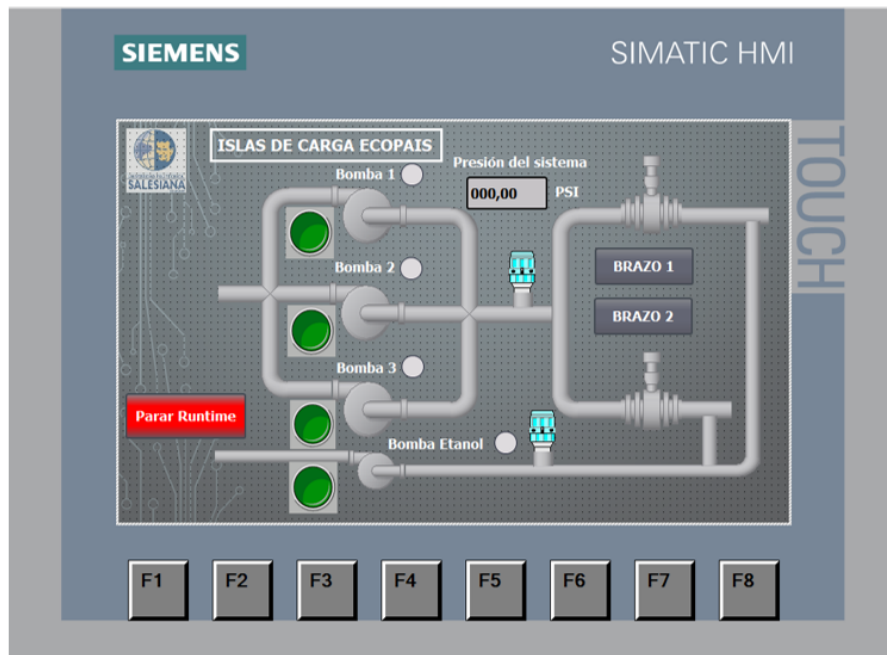 SIEMENS
SIMATIC HMI
TOUCH
ISLAS DE CARGA ECOPAIS
SALESIANA
Bomba 1
Presión del sistema
000,00 PSI
Bomba 2
BRAZO 1
BRAZO 2
Bomba 3
Parar Runtime
Bomba Etanol
F1 F2 F3 F4 F5 F6 F7 F8